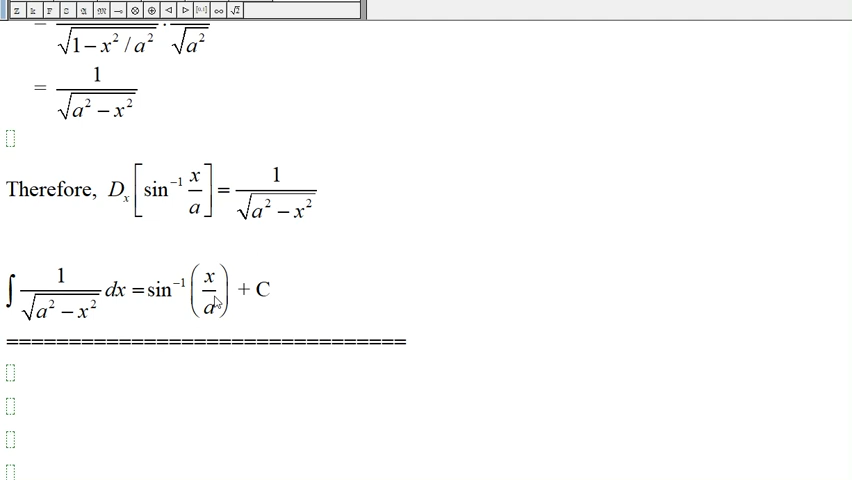 = 1/√(1 − x²/a²) · 1/√(a²)
= 1/√(a² − x²)
Therefore, Dₓ[sin⁻¹ x/a] = 1/√(a² − x²)
∫ 1/√(a² − x²) dx = sin⁻¹(x/a) + C
================================